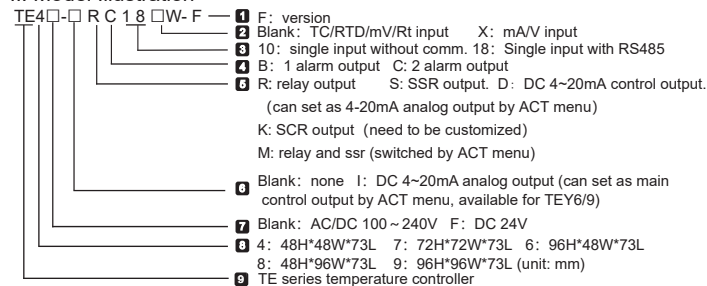 TE4□-□ R C 1 8 □W- F
1 F: version
2 Blank: TC/RTD/mV/Rt input X: mA/V input
3 10: single input without comm. 18: Single input with RS485
4 B: 1 alarm output C: 2 alarm output
5 R: relay output S: SSR output. D: DC 4~20mA control output.
(can set as 4-20mA analog output by ACT menu)
K: SCR output (need to be customized)
M: relay and ssr (switched by ACT menu)
6 Blank: none I: DC 4~20mA analog output (can set as main
control output by ACT menu, available for TEY6/9)
7 Blank: AC/DC 100~240V F: DC 24V
8 4: 48H*48W*73L 7: 72H*72W*73L 6: 96H*48W*73L
8: 48H*96W*73L 9: 96H*96W*73L (unit: mm)
9 TE series temperature controller